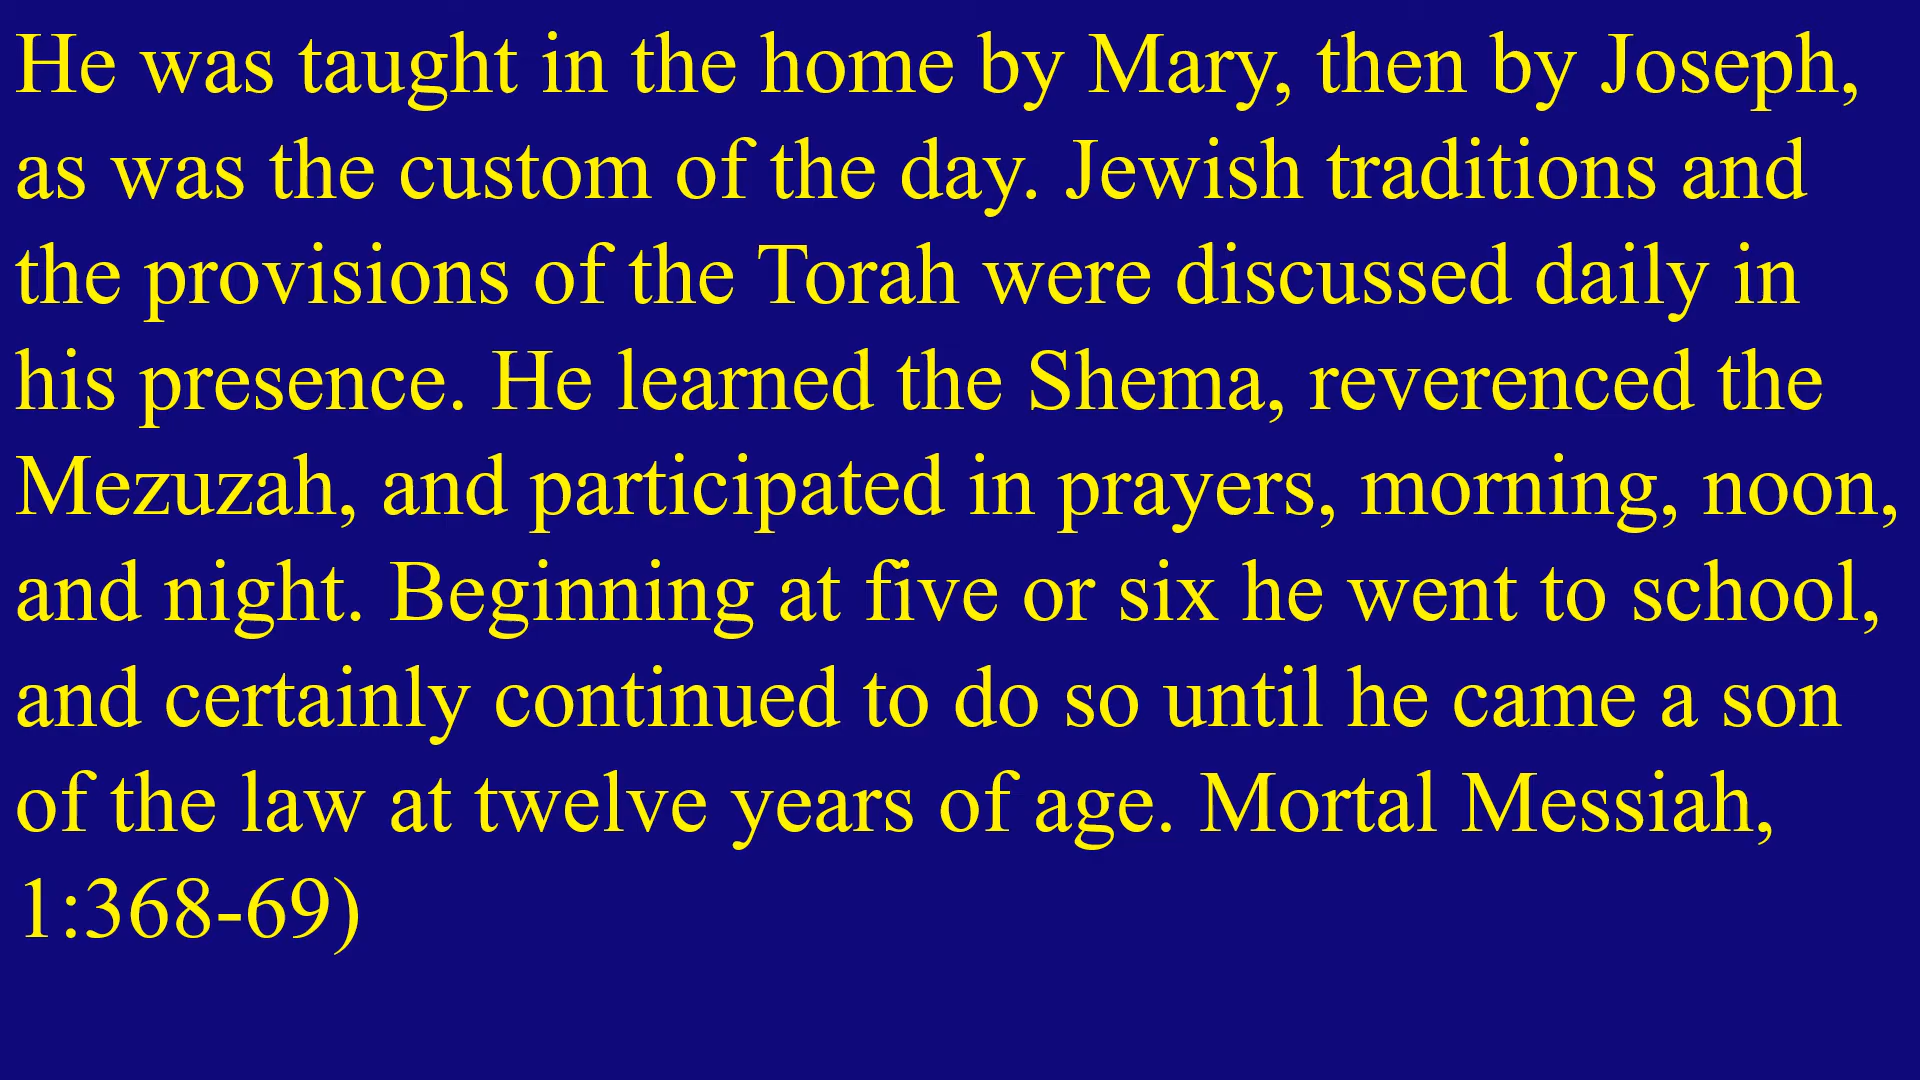 He was taught in the home by Mary, then by Joseph,
as was the custom of the day. Jewish traditions and
the provisions of the Torah were discussed daily in
his presence. He learned the Shema, reverenced the
Mezuzah, and participated in prayers, morning, noon,
and night. Beginning at five or six he went to school,
and certainly continued to do so until he came a son
of the law at twelve years of age. Mortal Messiah,
1:368-69)